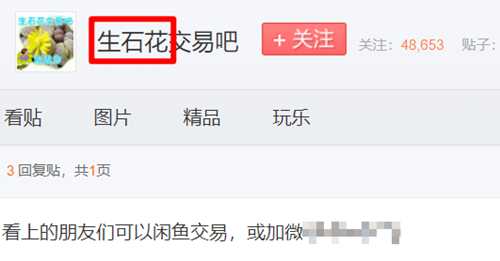 生石花交易吧
生石花交易吧 + 关注 关注：48,653 贴子：
看贴 图片 精品 玩乐
3 回复贴，共1页
看上的朋友们可以闲鱼交易，或加微